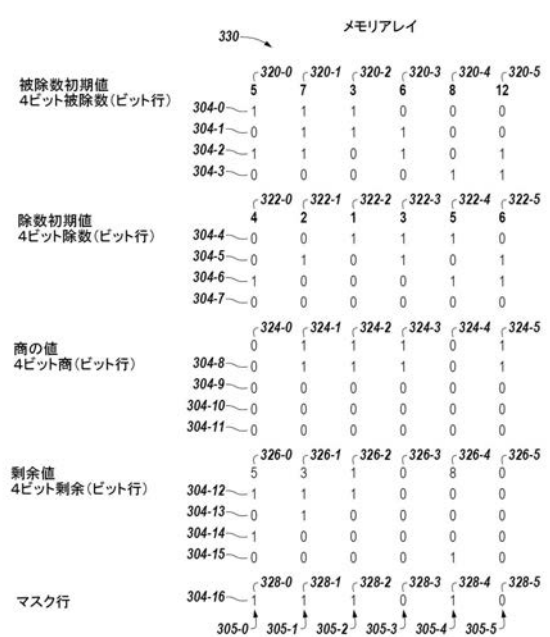 メモリアレイ
330
320-0 320-1 320-2 320-3 320-4 320-5
被除数初期値 5 7 3 6 8 12
4ビット被除数(ビット行)
304-0 1 1 1 0 0 0
304-1 0 1 1 1 0 0
304-2 1 1 0 1 0 1
304-3 0 0 0 0 1 1
322-0 322-1 322-2 322-3 322-4 322-5
除数初期値 4 2 1 3 5 6
4ビット除数(ビット行)
304-4 0 0 1 1 1 0
304-5 0 1 0 1 0 1
304-6 1 0 0 0 1 1
304-7 0 0 0 0 0 0
324-0 324-1 324-2 324-3 324-4 324-5
商の値 0 1 1 1 0 1
4ビット商(ビット行)
304-8 0 1 1 1 0 1
304-9 0 0 0 0 0 0
304-10 0 0 0 0 0 0
304-11 0 0 0 0 0 0
326-0 326-1 326-2 326-3 326-4 326-5
剰余値 5 3 1 0 8 0
4ビット剰余(ビット行)
304-12 1 1 1 0 0 0
304-13 0 1 0 0 0 0
304-14 1 0 0 0 0 0
304-15 0 0 0 0 1 0
328-0 328-1 328-2 328-3 328-4 328-5
マスク行 304-16 1 1 1 0 1 0
305-0 305-1 305-2 305-3 305-4 305-5